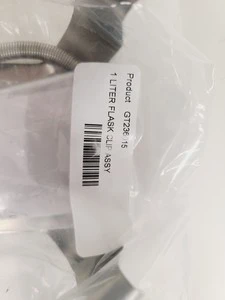 Product GT236 15
1 LITER FLASK CLIP ASSY